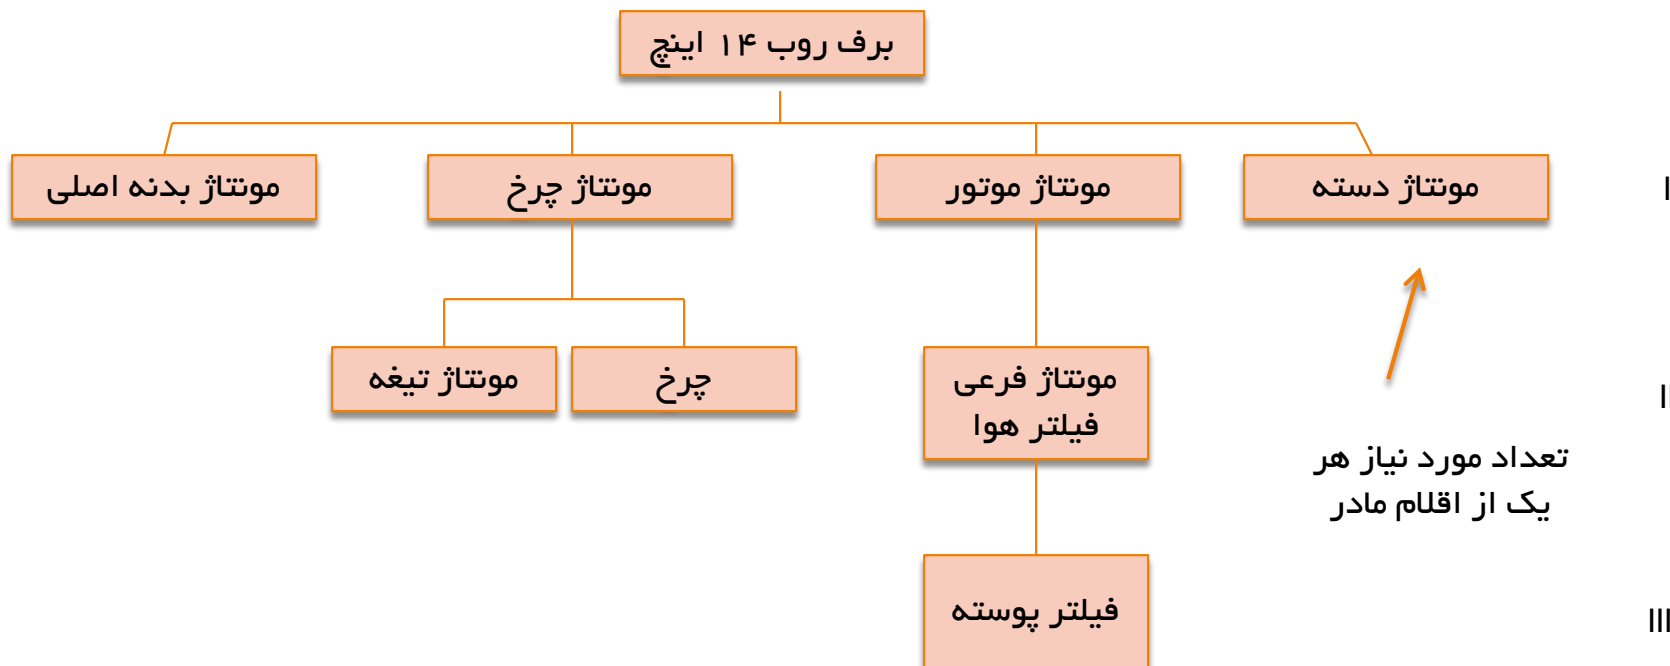 برف روب ۱۴ اینچ
مونتاژ دسته
مونتاژ موتور
مونتاژ چرخ
مونتاژ بدنه اصلی
I
مونتاژ فرعی
فیلتر هوا
چرخ
مونتاژ تیغه
II
تعداد مورد نیاز هر
یک از اقلام مادر
فیلتر پوسته
III